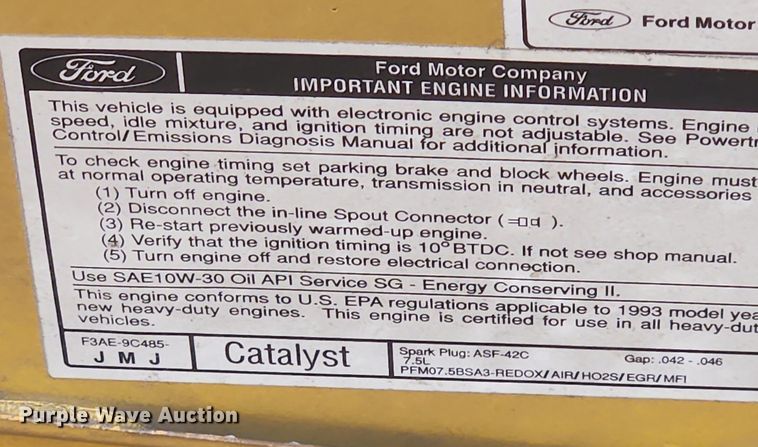 Ford Ford Motor
Ford
Ford Motor Company
IMPORTANT ENGINE INFORMATION
This vehicle is equipped with electronic engine control systems. Engine
speed, idle mixture, and ignition timing are not adjustable. See Powertr
Control/Emissions Diagnosis Manual for additional information.
To check engine timing set parking brake and block wheels. Engine must
at normal operating temperature, transmission in neutral, and accessories
(1) Turn off engine.
(2) Disconnect the in-line Spout Connector ( ).
(3) Re-start previously warmed-up engine.
(4) Verify that the ignition timing is 10° BTDC. If not see shop manual.
(5) Turn engine off and restore electrical connection.
Use SAE10W-30 Oil API Service SG - Energy Conserving II.
This engine conforms to U.S. EPA regulations applicable to 1993 model yea
new heavy-duty engines. This engine is certified for use in all heavy-dut
vehicles.
F3AE-9C485-
J M J
Catalyst
Spark Plug: ASF-42C Gap: .042 - .046
7.5L
PFM07.5BSA3-REDOX/AIR/HO2S/EGR/MFI
Purple Wave Auction